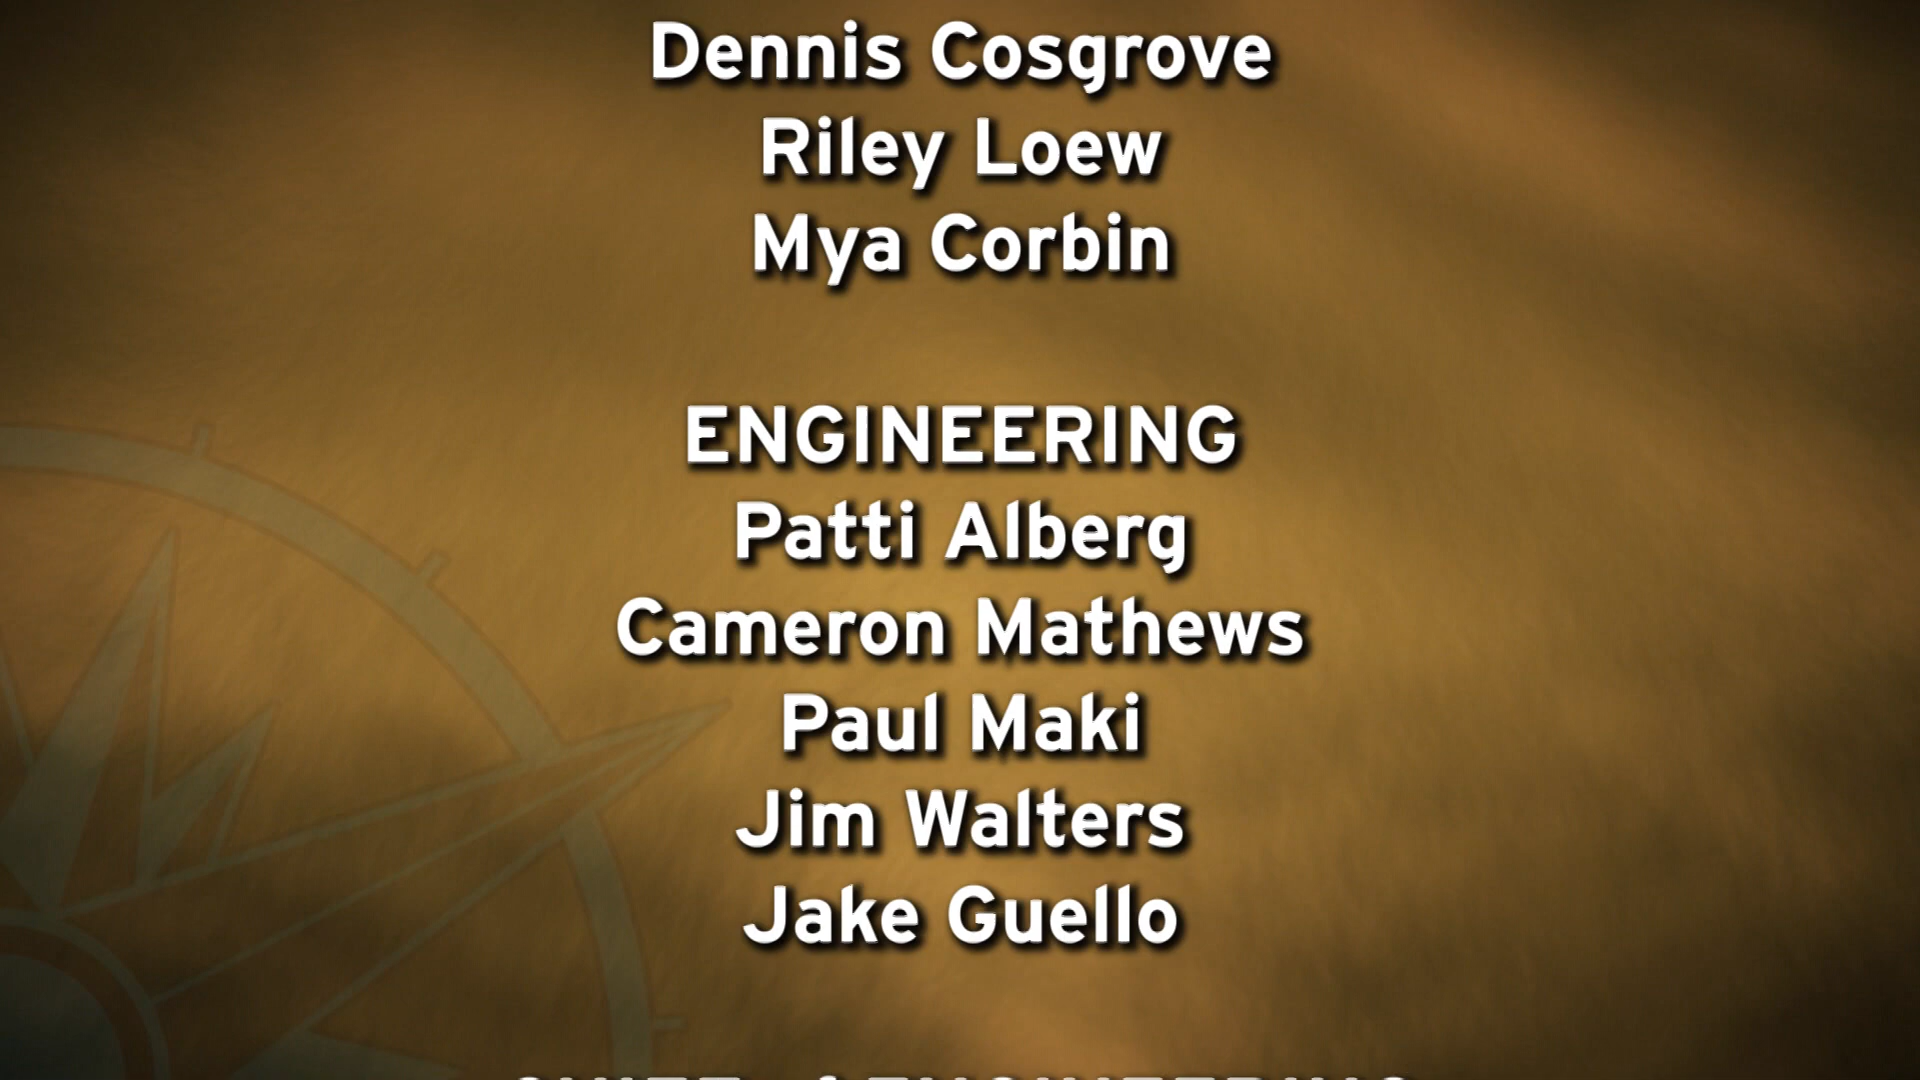 Dennis Cosgrove
Riley Loew
Mya Corbin
ENGINEERING
Patti Alberg
Cameron Mathews
Paul Maki
Jim Walters
Jake Guello